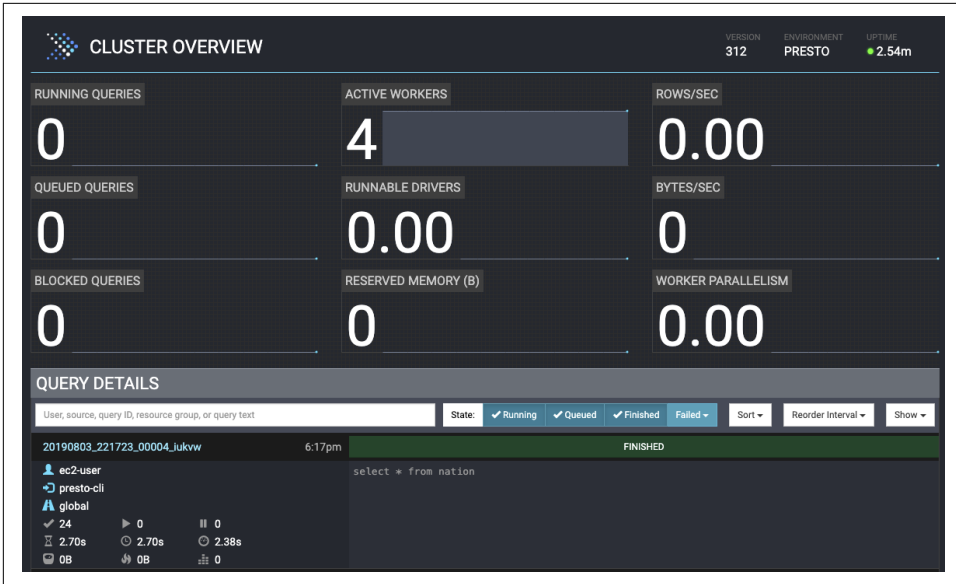 CLUSTER OVERVIEW
VERSION ENVIRONMENT UPTIME
312 PRESTO 2.54m
RUNNING QUERIES ACTIVE WORKERS ROWS/SEC
0 4 0.00
QUEUED QUERIES RUNNABLE DRIVERS BYTES/SEC
0 0.00 0
BLOCKED QUERIES RESERVED MEMORY (B) WORKER PARALLELISM
0 0 0.00
QUERY DETAILS
User, source, query ID, resource group, or query text State: Running Queued Finished Failed Sort Reorder Interval Show
20190803_221723_00004_iukvw 6:17pm FINISHED
ec2-user select * from nation
presto-cli
global
24 0 0
2.70s 2.70s 2.38s
0B 0B 0